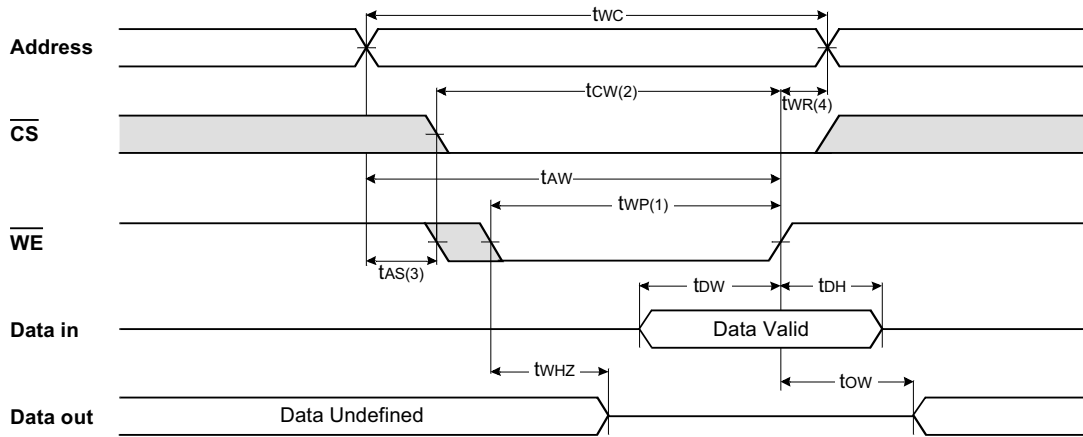 tWC
Address
tCW(2)
tWR(4)
CS
tAW
tWP(1)
WE
tAS(3)
tDW
tDH
Data in
Data Valid
tWHZ
tOW
Data out
Data Undefined